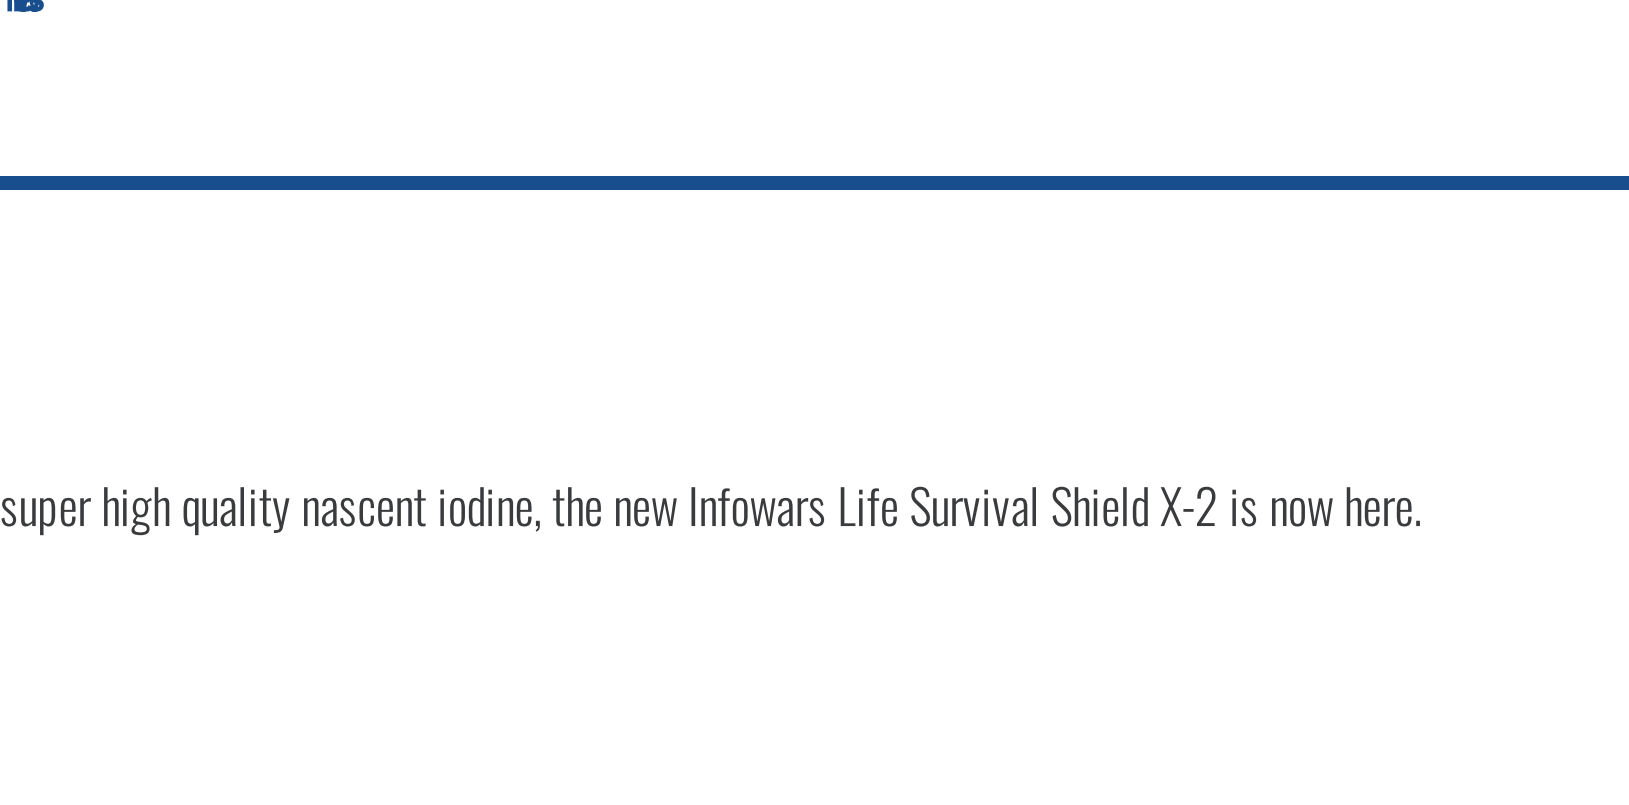 super high quality nascent iodine, the new Infowars Life Survival Shield X-2 is now here.